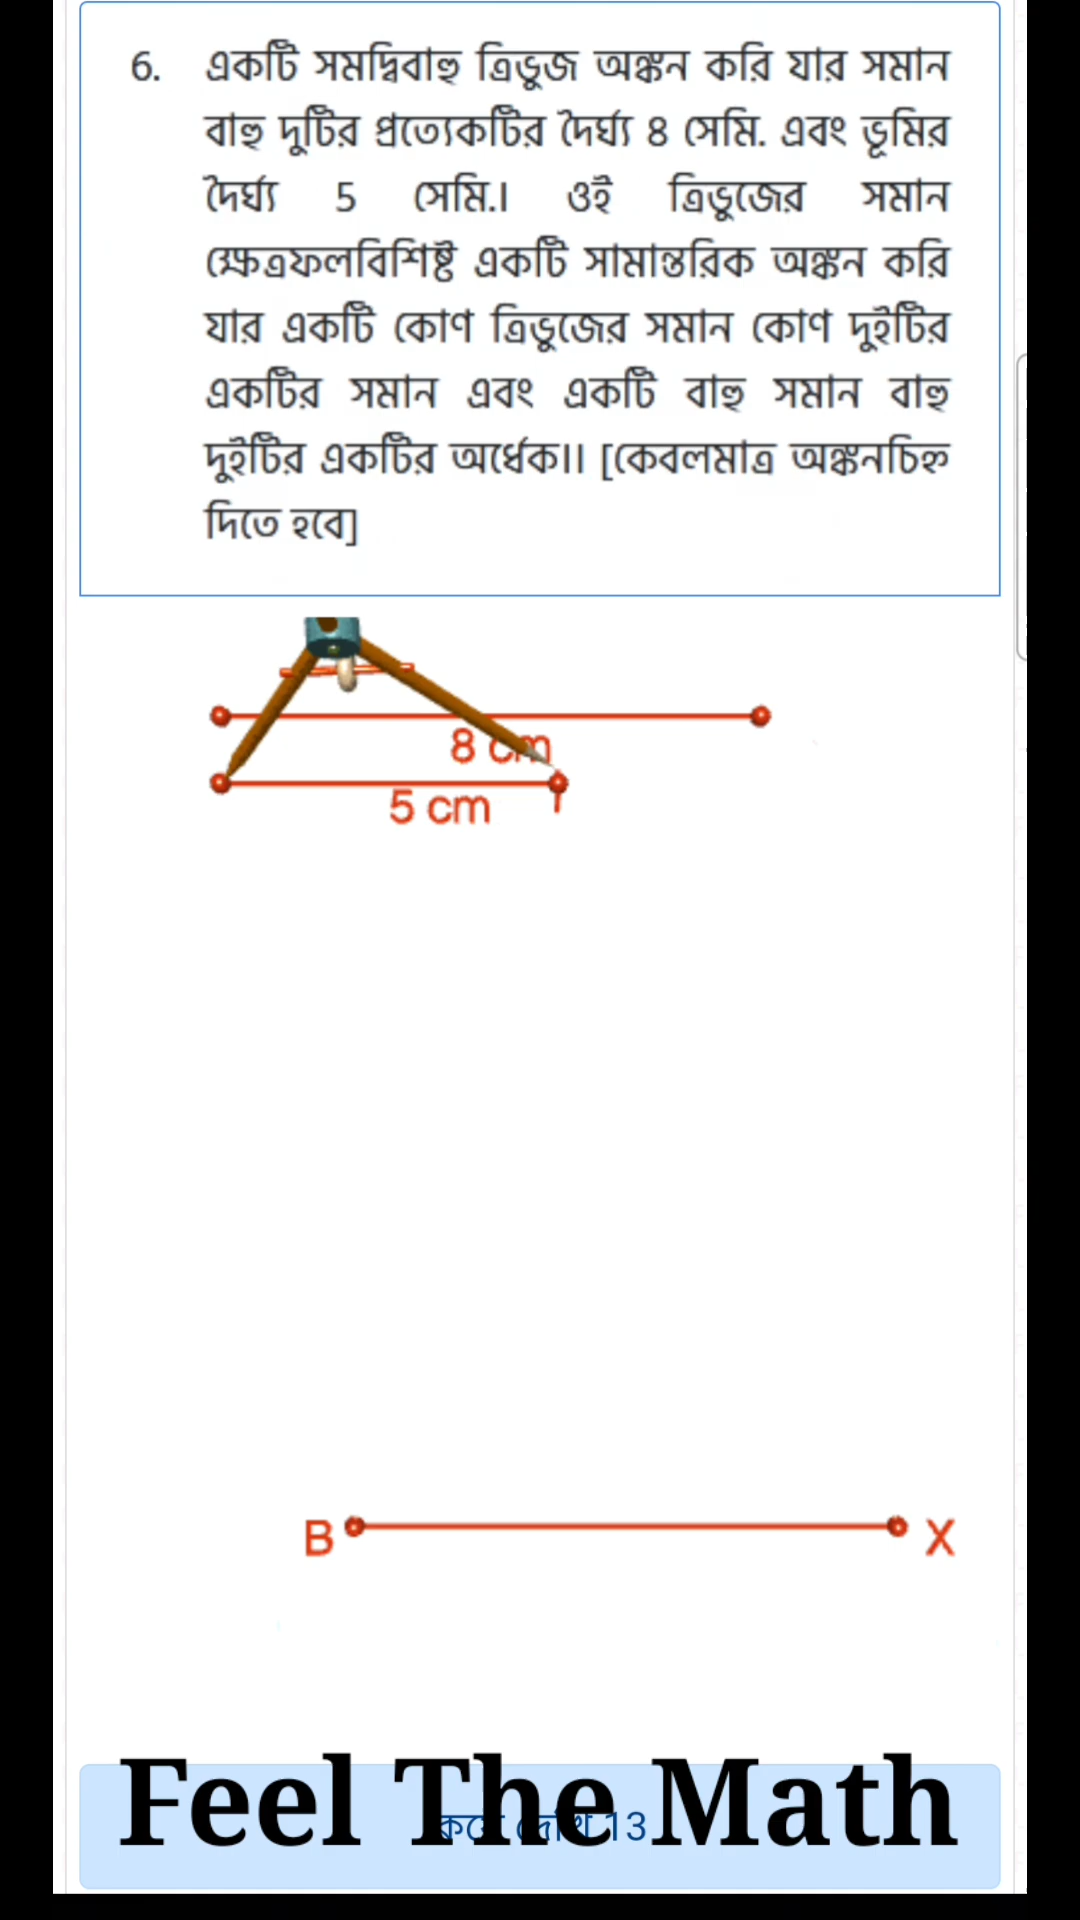 6. একটি সমদ্বিবাহু ত্রিভুজ অঙ্কন করি যার সমান
বাহু দুটির প্রত্যেকটির দৈর্ঘ্য ৪ সেমি. এবং ভূমির
দৈর্ঘ্য 5 সেমি.। ওই ত্রিভুজের সমান
ক্ষেত্রফলবিশিষ্ট একটি সামান্তরিক অঙ্কন করি
যার একটি কোণ ত্রিভুজের সমান কোণ দুইটির
একটির সমান এবং একটি বাহু সমান বাহু
দুইটির একটির অর্ধেক।। [কেবলমাত্র অঙ্কনচিহ্ন
দিতে হবে]
8 cm
5 cm
B X
Feel The Math
13